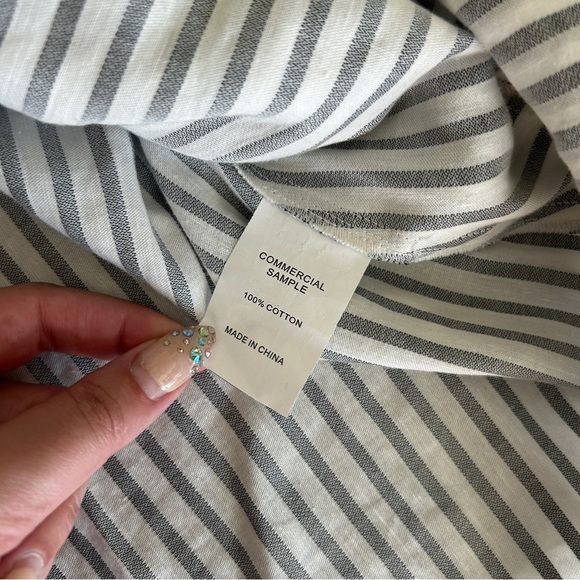 COMMERCIAL
SAMPLE
100% COTTON
MADE IN CHINA